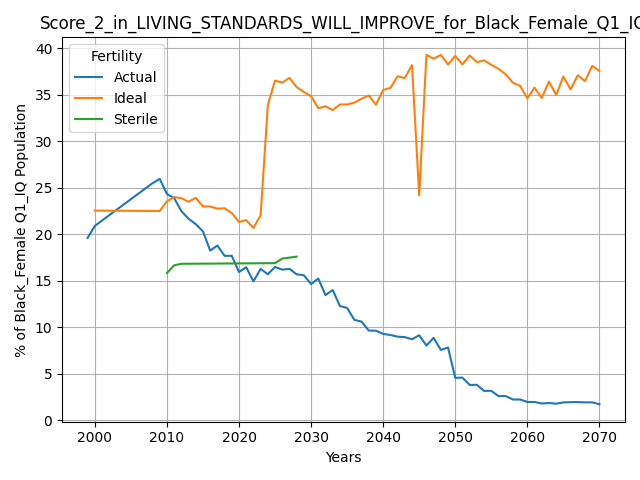 Score_2_in_LIVING_STANDARDS_WILL_IMPROVE_for_Black_Female_Q1_IQ
Fertility
Actual
Ideal
Sterile
% of Black_Female Q1_IQ Population
40
35
30
25
20
15
10
5
0
2000 2010 2020 2030 2040 2050 2060 2070
Years